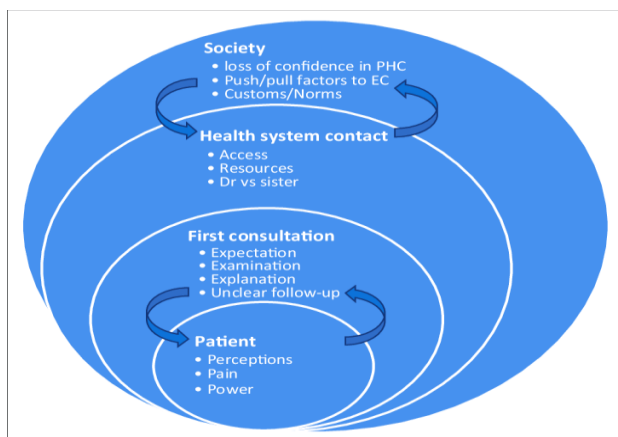 Society
• loss of confidence in PHC
• Push/pull factors to EC
• Customs/Norms
Health system contact
• Access
• Resources
• Dr vs sister
First consultation
• Expectation
• Examination
• Explanation
• Unclear follow-up
Patient
• Perceptions
• Pain
• Power